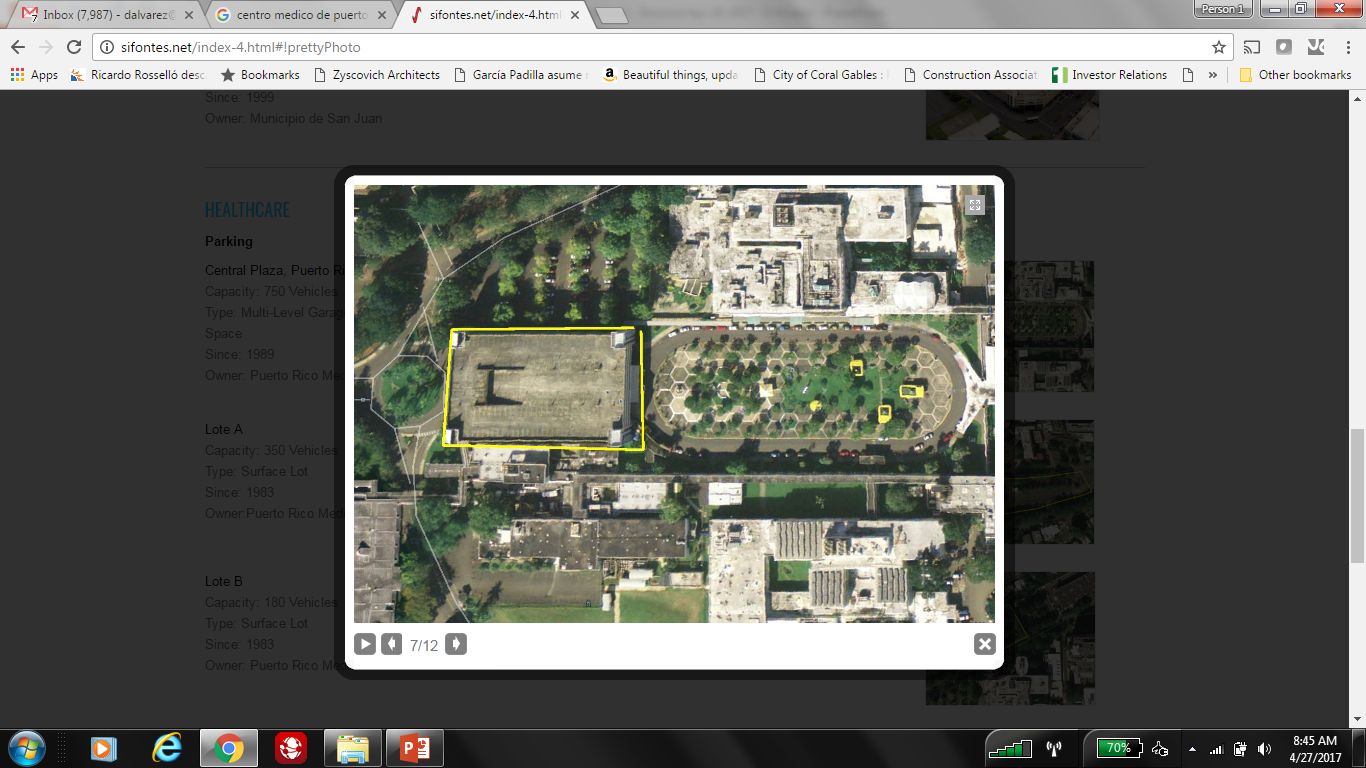 Inbox (7,987) - dalvarez@
centro medico de puerto
sifontes.net/index-4.html
Person 1
sifontes.net/index-4.html#!prettyPhoto
Apps
Ricardo Rosselló desc
Bookmarks
Zyscovich Architects
García Padilla asume
Beautiful things, upda
City of Coral Gables :
Construction Associat
Investor Relations
»
Other bookmarks
Since: 1999
Owner: Municipio de San Juan
HEALTHCARE
Parking
Central Plaza, Puerto Ri
Capacity: 750 Vehicles
Type: Multi-Level Garag
Space
Since: 1989
Owner: Puerto Rico Me
Lote A
Capacity: 350 Vehicles
Type: Surface Lot
Since: 1983
Owner:Puerto Rico Med
Lote B
Capacity: 180 Vehicles
Type: Surface Lot
Since: 1983
Owner: Puerto Rico Me
7/12
70%
8:45 AM
4/27/2017